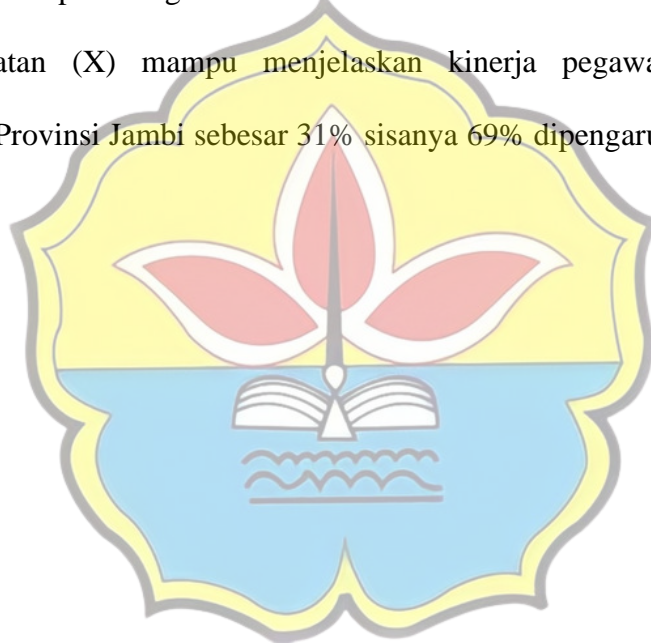 atan (X) mampu menjelaskan kinerja pegawa
Provinsi Jambi sebesar 31% sisanya 69% dipengaru